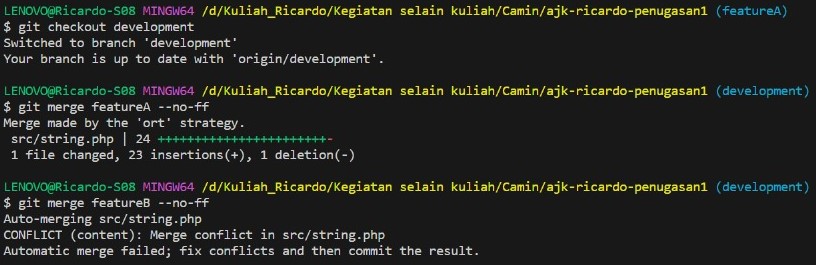 LENOVO@Ricardo-S08 MINGW64 /d/Kuliah_Ricardo/Kegiatan selain kuliah/Camin/ajk-ricardo-penugasan1 (featureA)
$ git checkout development
Switched to branch 'development'
Your branch is up to date with 'origin/development'.
LENOVO@Ricardo-S08 MINGW64 /d/Kuliah_Ricardo/Kegiatan selain kuliah/Camin/ajk-ricardo-penugasan1 (development)
$ git merge featureA --no-ff
Merge made by the 'ort' strategy.
src/string.php | 24 +++++++++++++++++++++++-
1 file changed, 23 insertions(+), 1 deletion(-)
LENOVO@Ricardo-S08 MINGW64 /d/Kuliah_Ricardo/Kegiatan selain kuliah/Camin/ajk-ricardo-penugasan1 (development)
$ git merge featureB --no-ff
Auto-merging src/string.php
CONFLICT (content): Merge conflict in src/string.php
Automatic merge failed; fix conflicts and then commit the result.